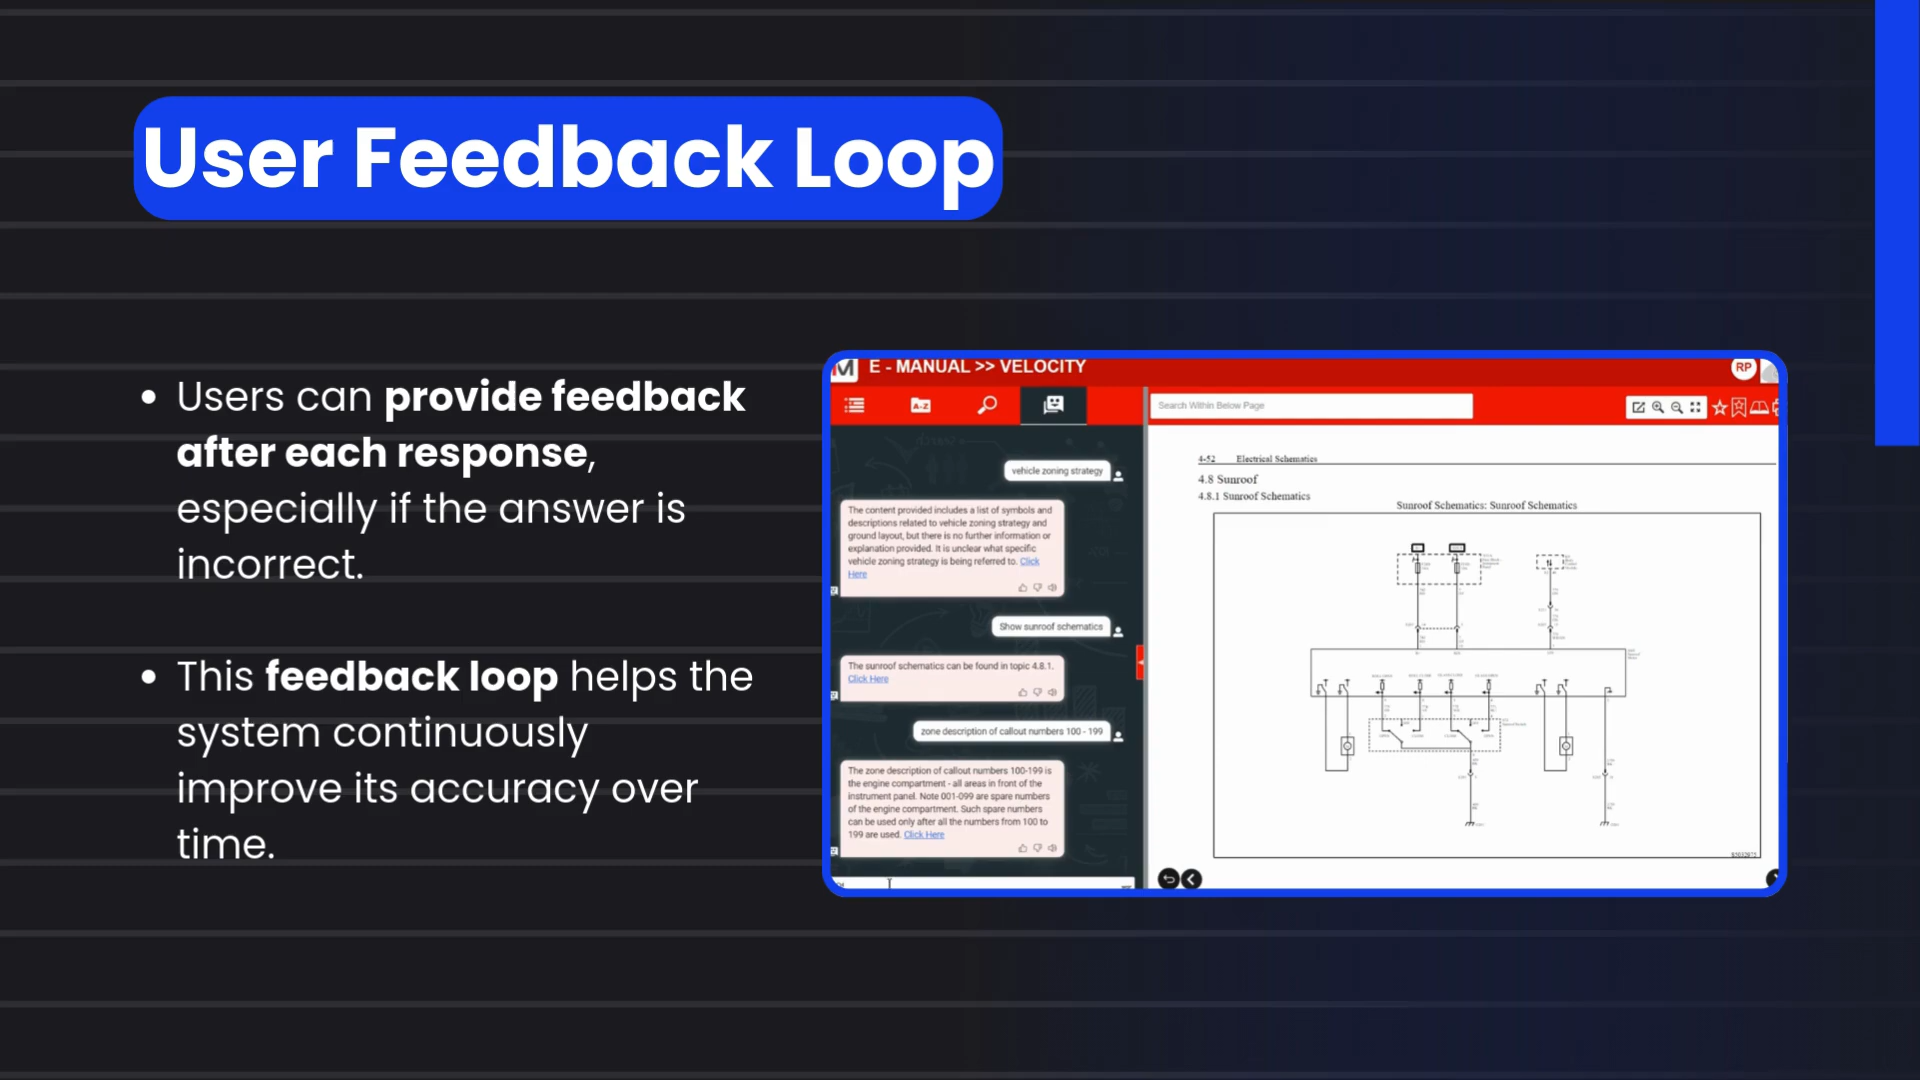 User Feedback Loop
• Users can provide feedback
after each response,
especially if the answer is
incorrect.
• This feedback loop helps the
system continuously
improve its accuracy over
time.
E - MANUAL >> VELOCITY
RP
A-Z
Search Within Below Page
vehicle zoning strategy
The content provided includes a list of symbols and
descriptions related to vehicle zoning strategy and
ground layout, but there is no further information or
explanation provided. It is unclear what specific
vehicle zoning strategy is being referred to. Click
Here
Show sunroof schematics
The sunroof schematics can be found in topic 4.8.1.
Click Here
zone description of callout numbers 100 - 199
The zone description of callout numbers 100-199 is
the engine compartment - all areas in front of the
instrument panel. Note 001-099 are spare numbers
of the engine compartment. Such spare numbers
can be used only after all the numbers from 100 to
199 are used. Click Here
4-52 Electrical Schematics
4.8 Sunroof
4.8.1 Sunroof Schematics
Sunroof Schematics: Sunroof Schematics